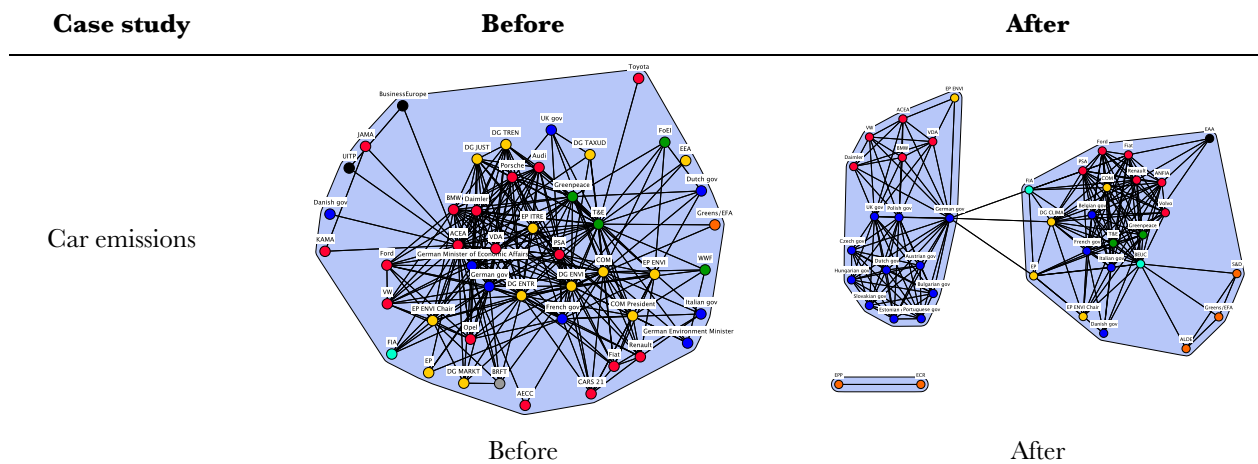 Case study Before After
Car emissions
Toyota
BusinessEurope
UK gov
DG TREN
JAMA
FoEI
DG JUST
DG TAXUD
Audi
EEA
UITP
Porsche
Greenpeace
Dutch gov
BMW
Daimler
Danish gov
T&E
Greens/EFA
EP ITRE
ACEA
VDA
KAMA
PSA
German Minister of Economic Affairs
Ford
COM
EP ENVI
WWF
German gov
DG ENVI
DG ENTR
VW
EP ENVI Chair
French gov
COM President
Italian gov
Opel
German Environment Minister
FIA
Renault
Fiat
EP
DG MARKT
BRFT
CARS 21
AECC
EP ENVI
ACEA
VW
VDA
BMW
Daimler
UK gov
Polish gov
German gov
Czech gov
Dutch gov
Austrian gov
Hungarian gov
Bulgarian gov
Slovakian gov
Estonian
Portuguese gov
EPP
ECR
EAA
Ford
Fiat
PSA
Renault
FIA
COM
ANFIA
Belgian gov
Volvo
DG CLIMA
T&E
Greenpeace
French gov
Italian gov
BEUC
EP
S&D
EP ENVI Chair
Greens/EFA
Danish gov
ALDE
Before After